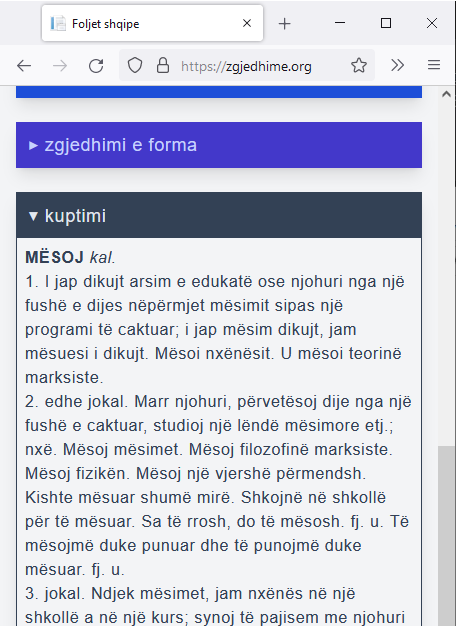 Foljet shqipe
https://zgjedhime.org
▸ zgjedhimi e forma
▾ kuptimi
MËSOJ kal.
1. I jap dikujt arsim e edukatë ose njohuri nga një
fushë e dijes nëpërmjet mësimit sipas një
programi të caktuar; i jap mësim dikujt, jam
mësuesi i dikujt. Mësoi nxënësit. U mësoi teorinë
marksiste.
2. edhe jokal. Marr njohuri, përvetësoj dije nga një
fushë e caktuar, studioj një lëndë mësimore etj.;
nxë. Mësoj mësimet. Mësoj filozofinë marksiste.
Mësoj fizikën. Mësoj një vjershë përmendsh.
Kishte mësuar shumë mirë. Shkojnë në shkollë
për të mësuar. Sa të rrosh, do të mësosh. fj. u. Të
mësojmë duke punuar dhe të punojmë duke
mësuar. fj. u.
3. jokal. Ndjek mësimet, jam nxënës në një
shkollë a në një kurs; synoj të pajisem me njohuri